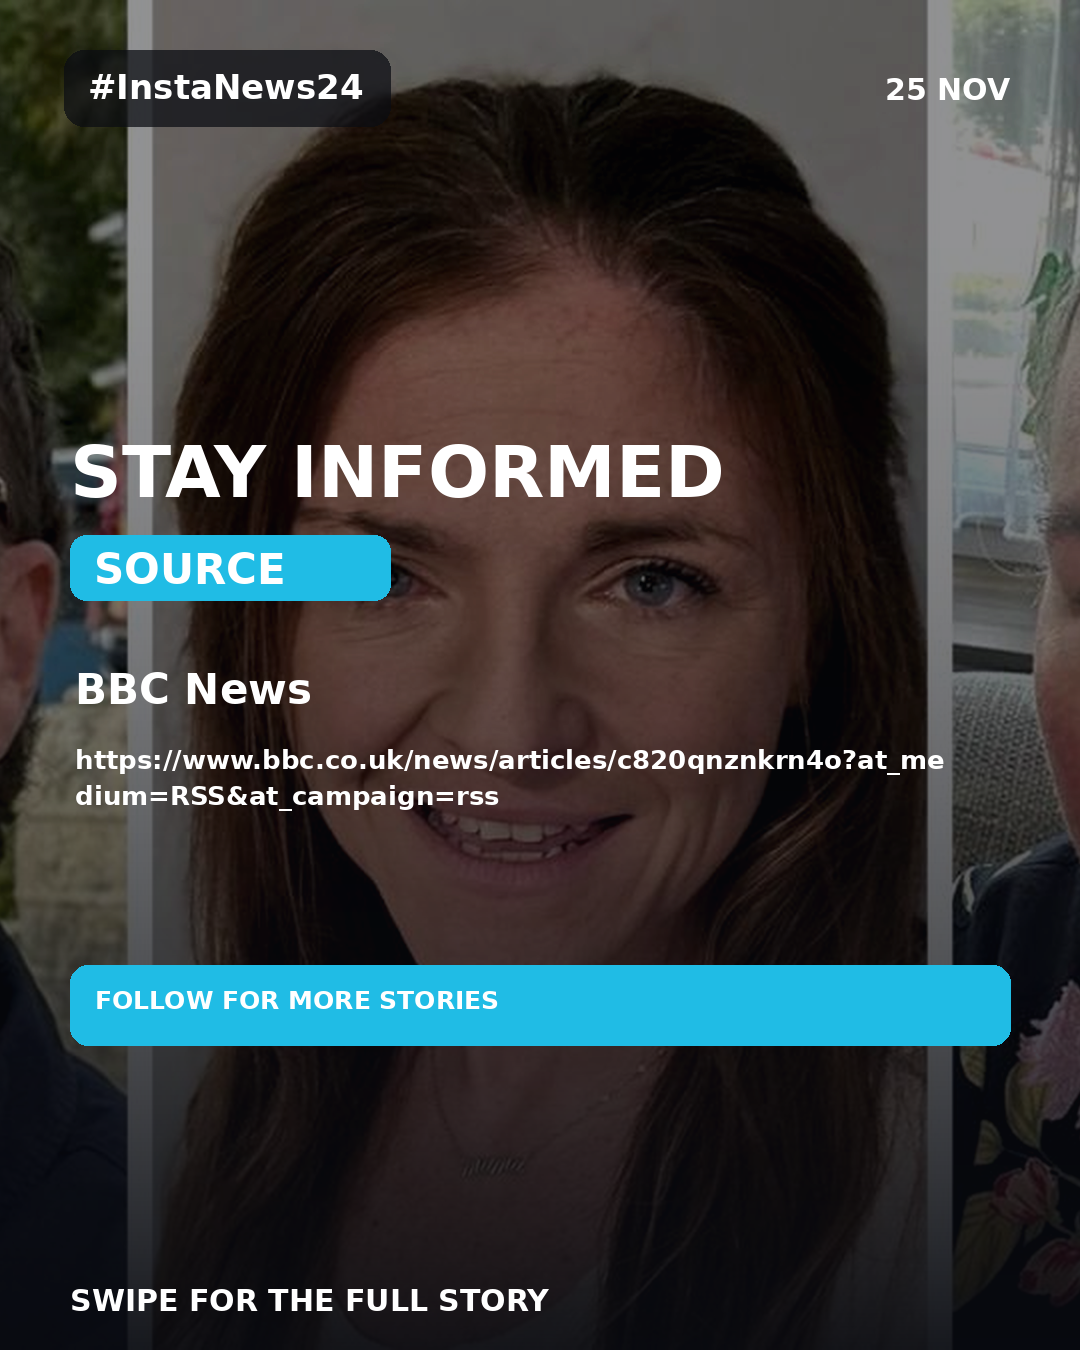 #InstaNews24
25 NOV
STAY INFORMED
SOURCE
BBC News
https://www.bbc.co.uk/news/articles/c820qnznkrn4o?at_me
dium=RSS&at_campaign=rss
FOLLOW FOR MORE STORIES
SWIPE FOR THE FULL STORY